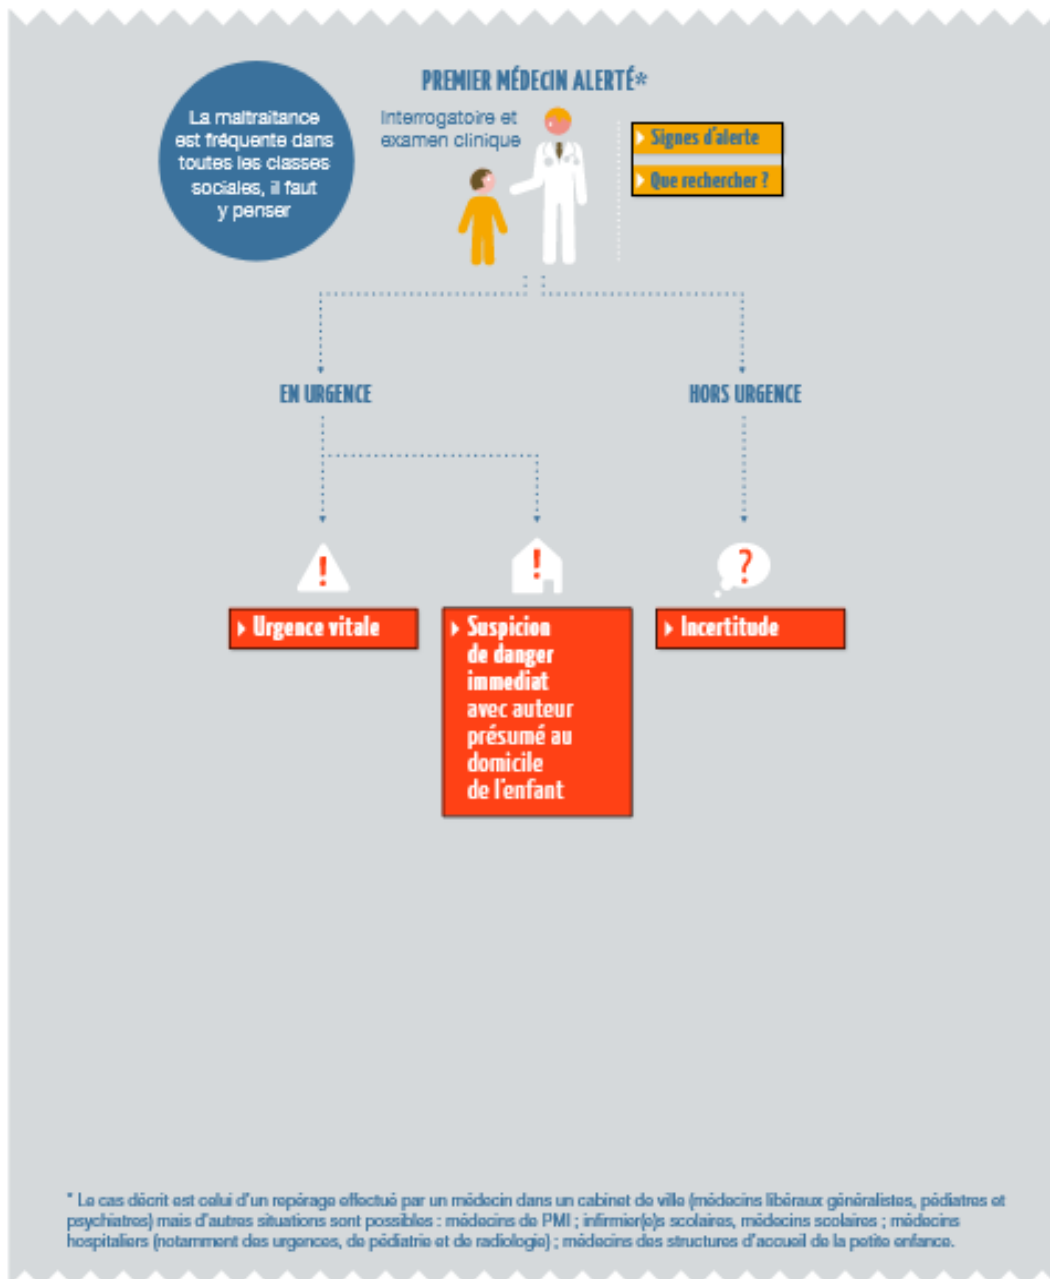 La maltraitance
est fréquente dans
toutes les classes
sociales, il faut
y penser
PREMIER MÉDECIN ALERTÉ*
Interrogatoire et
examen clinique
Signes d'alerte
Que rechercher ?
EN URGENCE
HORS URGENCE
!
!
?
Urgence vitale
Suspicion
de danger
immediat
avec auteur
présumé au
domicile
de l'enfant
Incertitude
* Le cas décrit est celui d'un repérage effectué par un médecin dans un cabinet de ville (médecins libéraux généralistes, pédiatres et
psychiatres) mais d'autres situations sont possibles : médecins de PMI ; infirmier(e)s scolaires, médecins scolaires ; médecins
hospitaliers (notamment des urgences, de pédiatrie et de radiologie) ; médecins des structures d'accueil de la petite enfance.